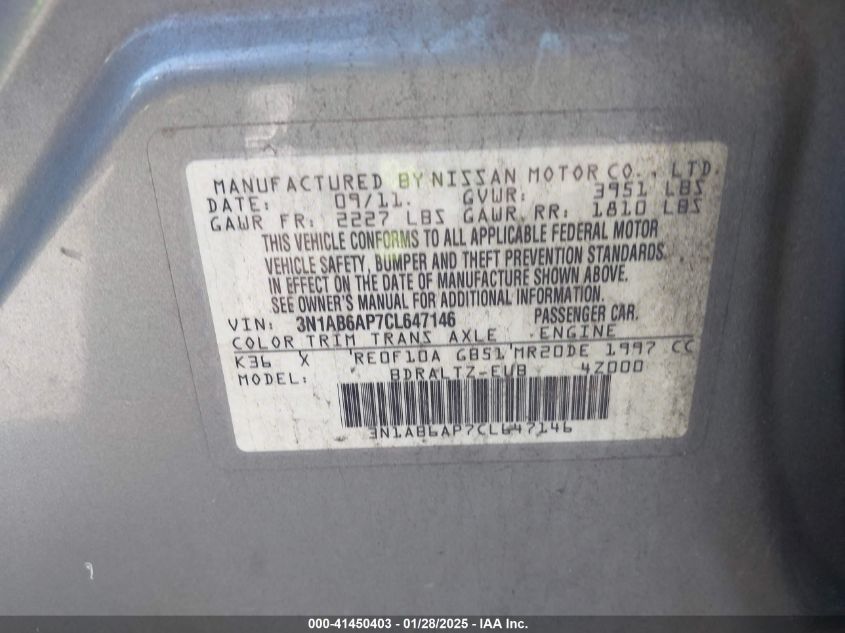 MANUFACTURED BY NISSAN MOTOR CO., LTD.
DATE: 09/11. GVWR: 3951 LBS
GAWR FR: 2227 LBS GAWR RR: 1810 LBS
THIS VEHICLE CONFORMS TO ALL APPLICABLE FEDERAL MOTOR
VEHICLE SAFETY, BUMPER AND THEFT PREVENTION STANDARDS
IN EFFECT ON THE DATE OF MANUFACTURE SHOWN ABOVE.
SEE OWNER'S MANUAL FOR ADDITIONAL INFORMATION.
VIN: 3N1AB6AP7CL647146 PASSENGER CAR.
COLOR TRIM TRANS AXLE ENGINE
K36 X RE0F10A GB51 MR20DE 1997 CC
MODEL: BDRALTZ-EUB 4Z000
3N1AB6AP7CL647146
000-41450403 - 01/28/2025 - IAA Inc.